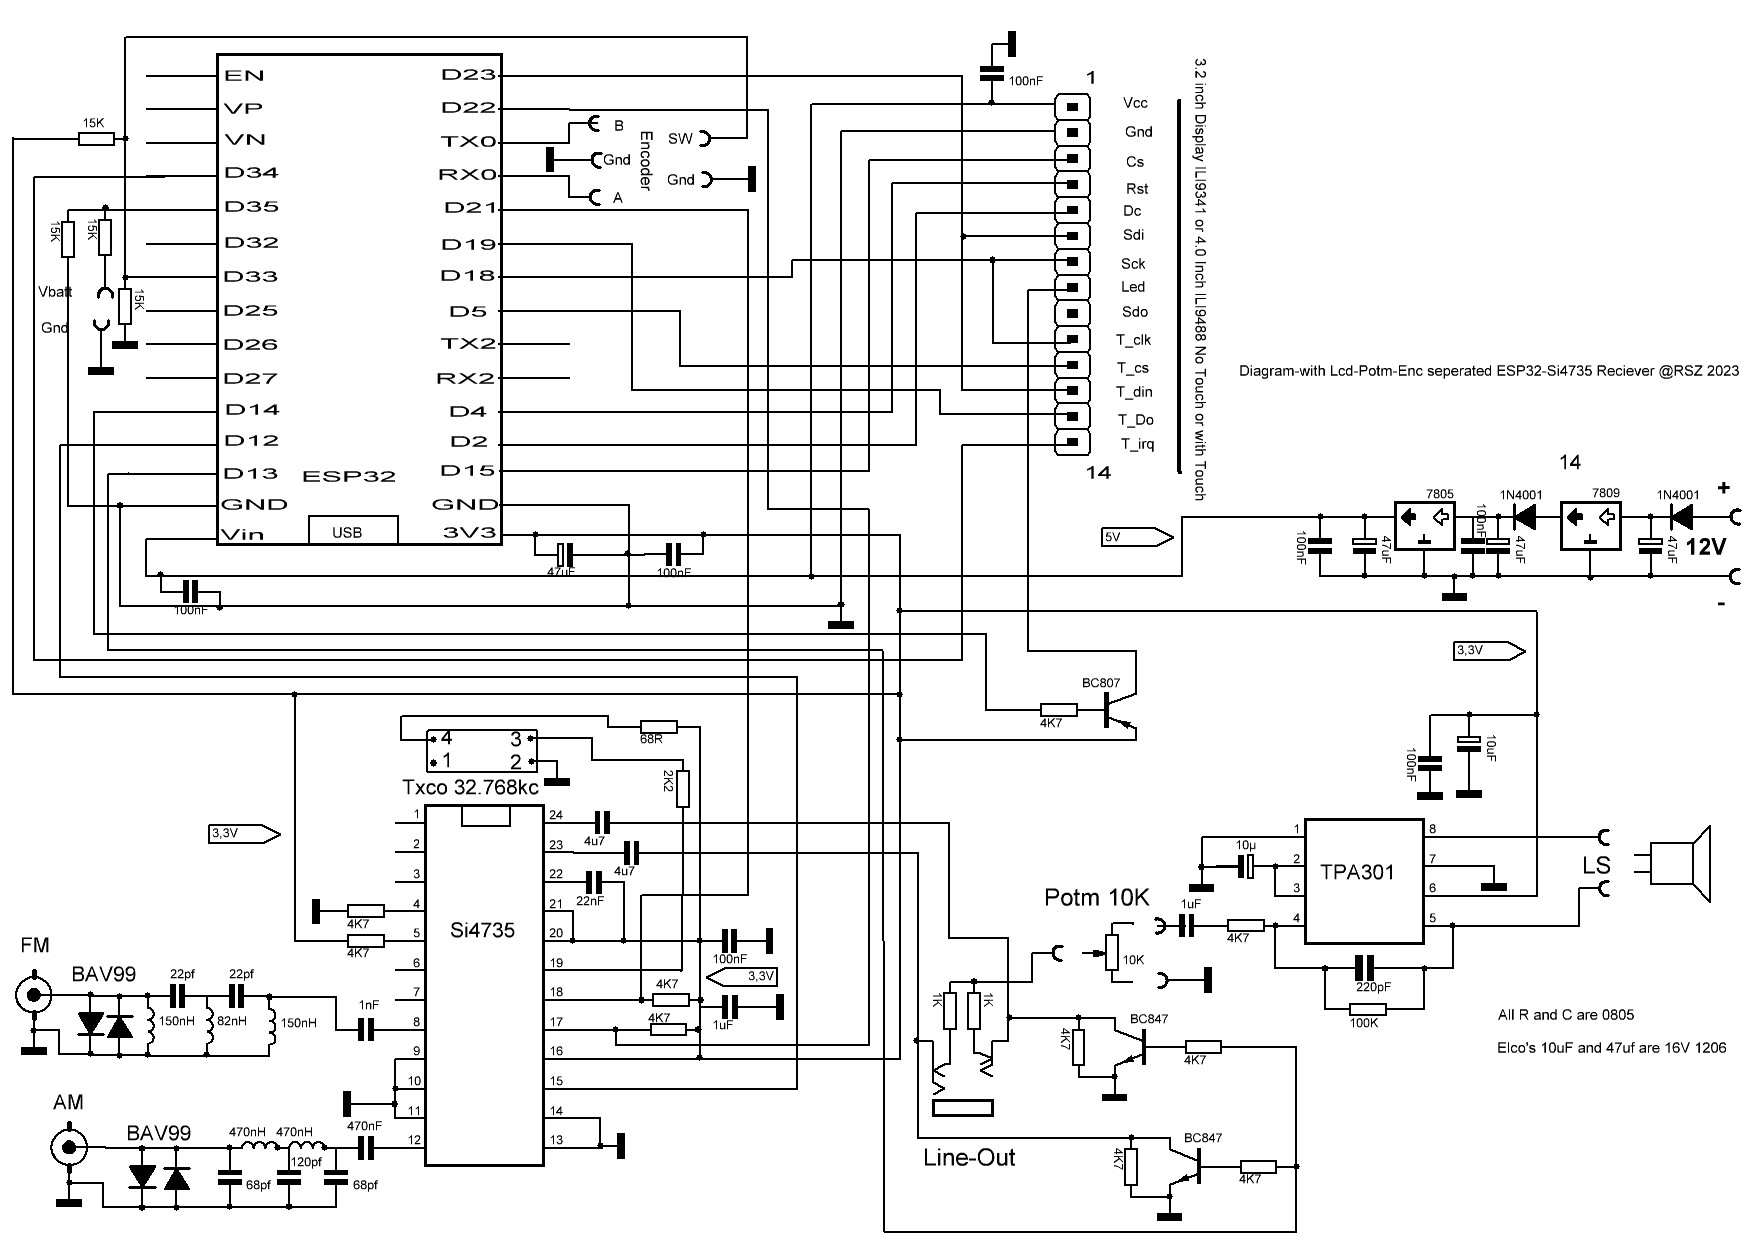 EN
VP
VN
D34
D35
D32
D33
D25
D26
D27
D14
D12
D13
GND
Vin
D23
D22
TX0
RX0
D21
D19
D18
D5
TX2
RX2
D4
D2
D15
GND
3V3
ESP32
USB
15K
15K
15K
15K
Vbatt
Gnd
B
Gnd
A
Encoder
SW
Gnd
100nF
47uF
100nF
100nF
1
Vcc
Gnd
Cs
Rst
Dc
Sdi
Sck
Led
Sdo
T_clk
T_cs
T_din
T_Do
T_irq
14
3.2 inch Display ILI9341 or 4.0 Inch ILI9488 No Touch or with Touch
Diagram-with Lcd-Potm-Enc seperated ESP32-Si4735 Reciever @RSZ 2023
14
5V
7805
1N4001
7809
1N4001
+
12V
-
100nF
47uF
100nF
47uF
47uF
3,3V
BC807
4K7
68R
4
3
1
2
Txco 32.768kc
2K2
3,3V
1
2
3
4
5
6
7
8
9
10
11
12
24
23
22
21
20
19
18
17
16
15
14
13
Si4735
4u7
4u7
22nF
4K7
4K7
100nF
3,3V
4K7
1uF
4K7
FM
BAV99
22pf
22pf
150nH
82nH
150nH
1nF
AM
BAV99
470nH
470nH
470nF
68pf
120pf
68pf
100nF
10uF
1
2
3
4
8
7
6
5
TPA301
10µ
LS
Potm 10K
1uF
10K
4K7
220pF
100K
1K
1K
BC847
4K7
4K7
BC847
4K7
4K7
Line-Out
All R and C are 0805
Elco's 10uF and 47uf are 16V 1206